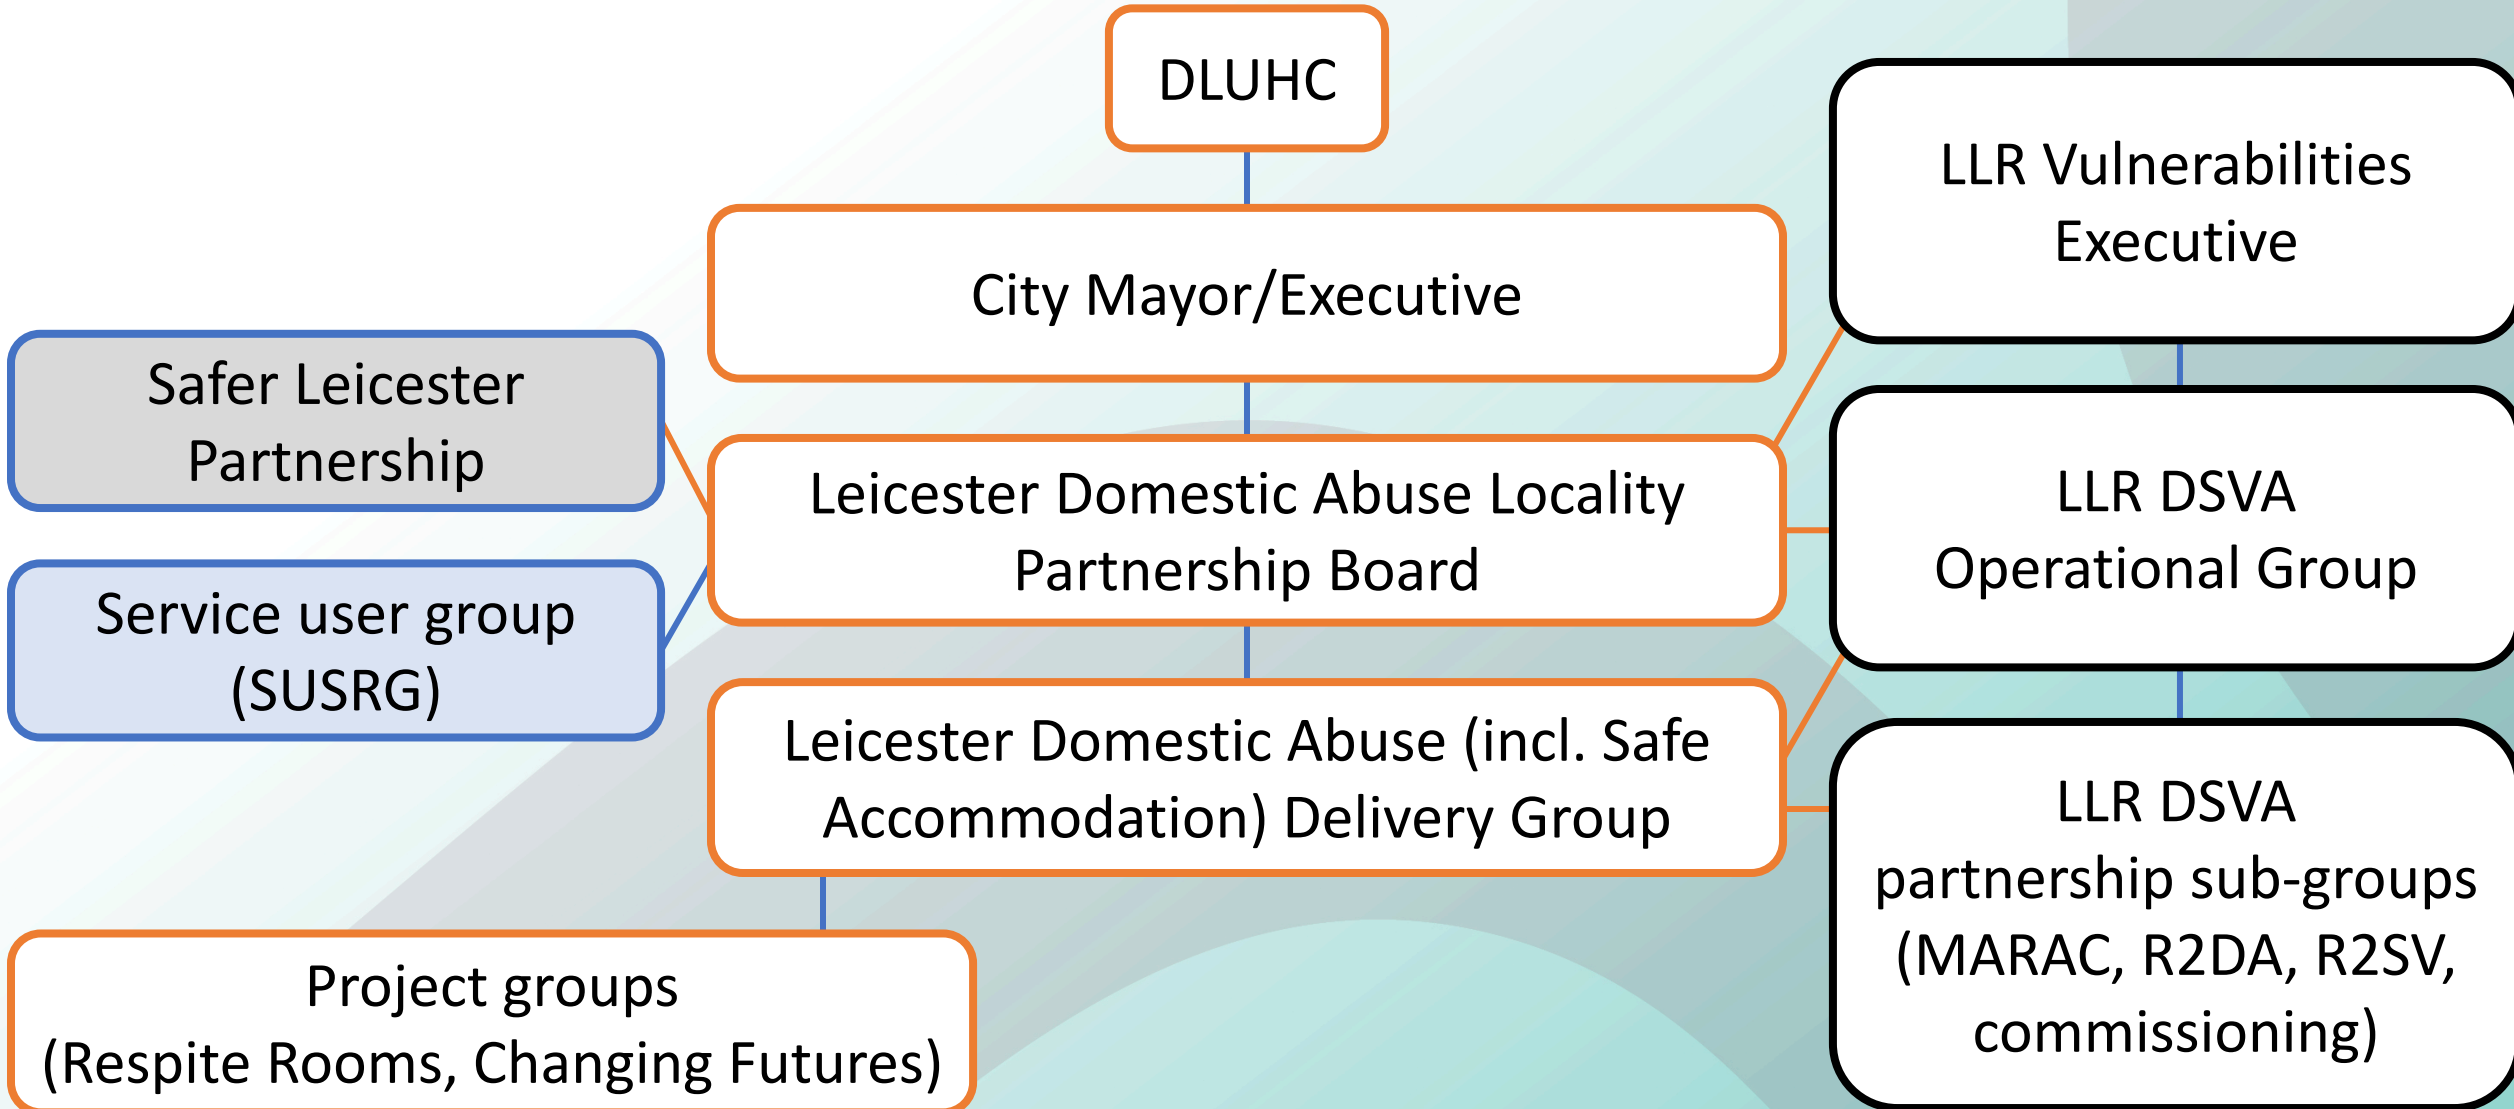 DLUHC
City Mayor/Executive
LLR Vulnerabilities
Executive
Safer Leicester
Partnership
Leicester Domestic Abuse Locality
Partnership Board
LLR DSVA
Operational Group
Service user group
(SUSRG)
Leicester Domestic Abuse (incl. Safe
Accommodation) Delivery Group
LLR DSVA
partnership sub-groups
(MARAC, R2DA, R2SV,
commissioning)
Project groups
(Respite Rooms, Changing Futures)